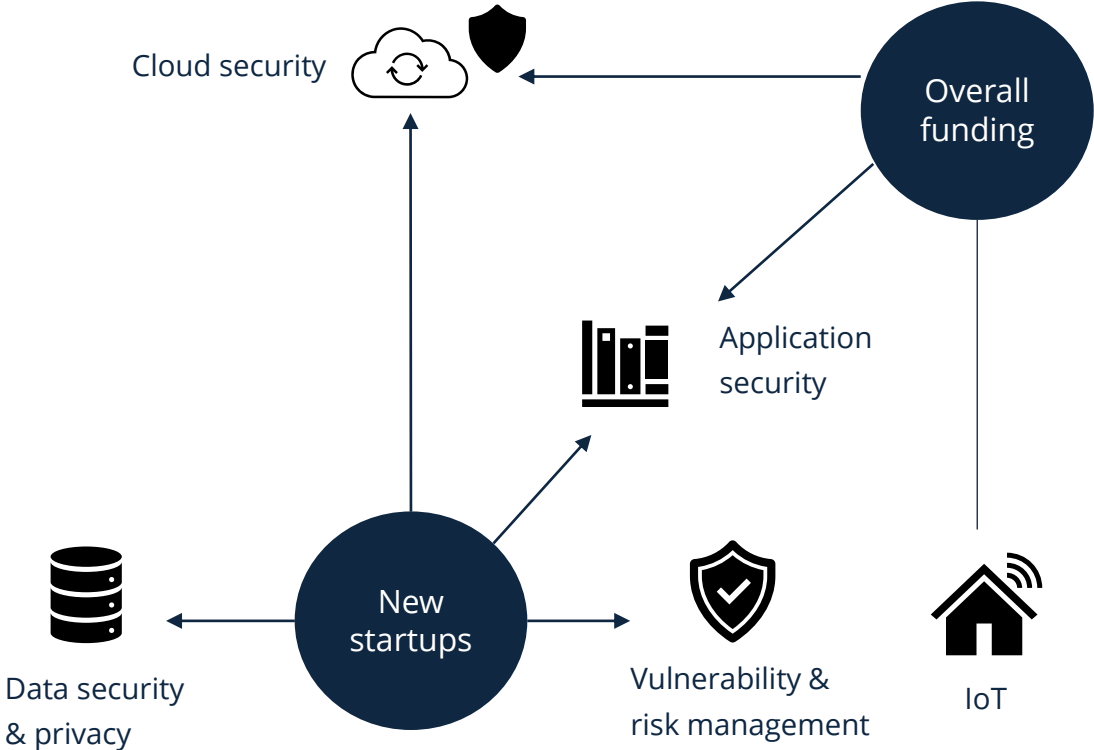 Cloud security
Overall
funding
Application
security
New
startups
Data security
& privacy
Vulnerability &
risk management
IoT